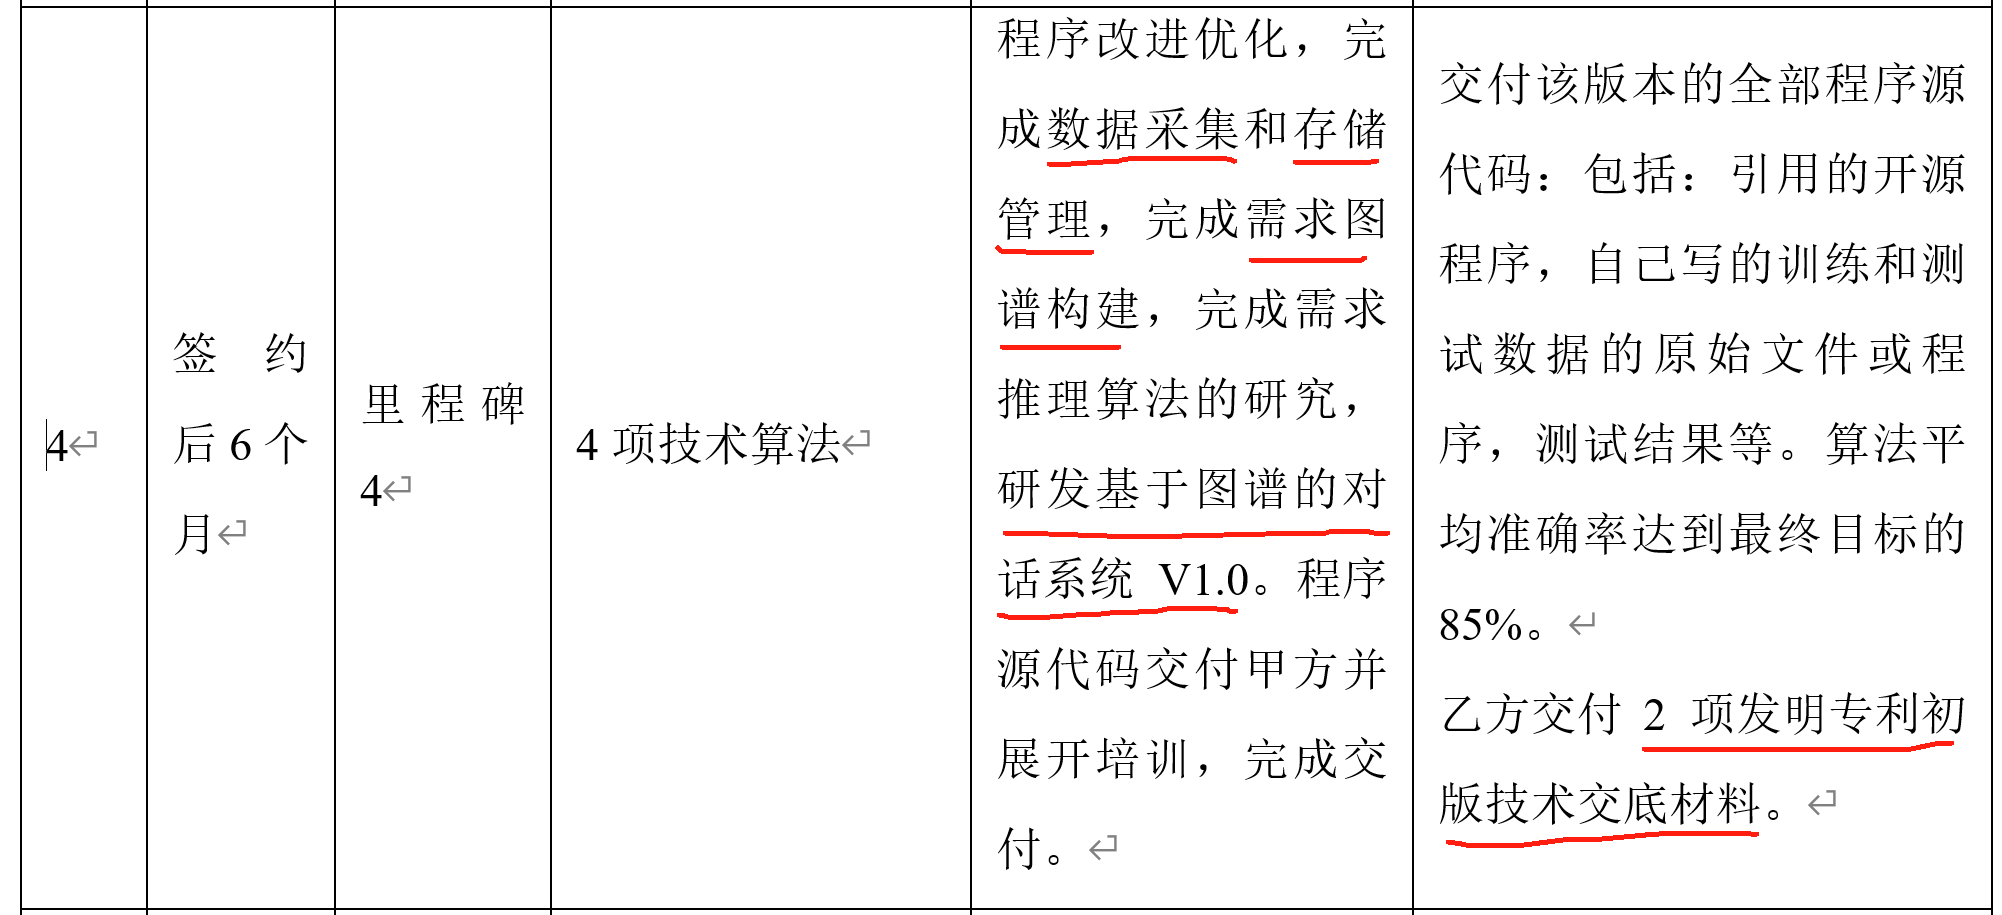 4
签约
后6个
月
里程碑
4
4 项技术算法
程序改进优化，完
成数据采集和存储
管理，完成需求图
谱构建，完成需求
推理算法的研究，
研发基于图谱的对
话系统 V1.0。程序
源代码交付甲方并
展开培训，完成交
付。
交付该版本的全部程序源
代码：包括：引用的开源
程序，自己写的训练和测
试数据的原始文件或程
序，测试结果等。算法平
均准确率达到最终目标的
85%。
乙方交付 2 项发明专利初
版技术交底材料。